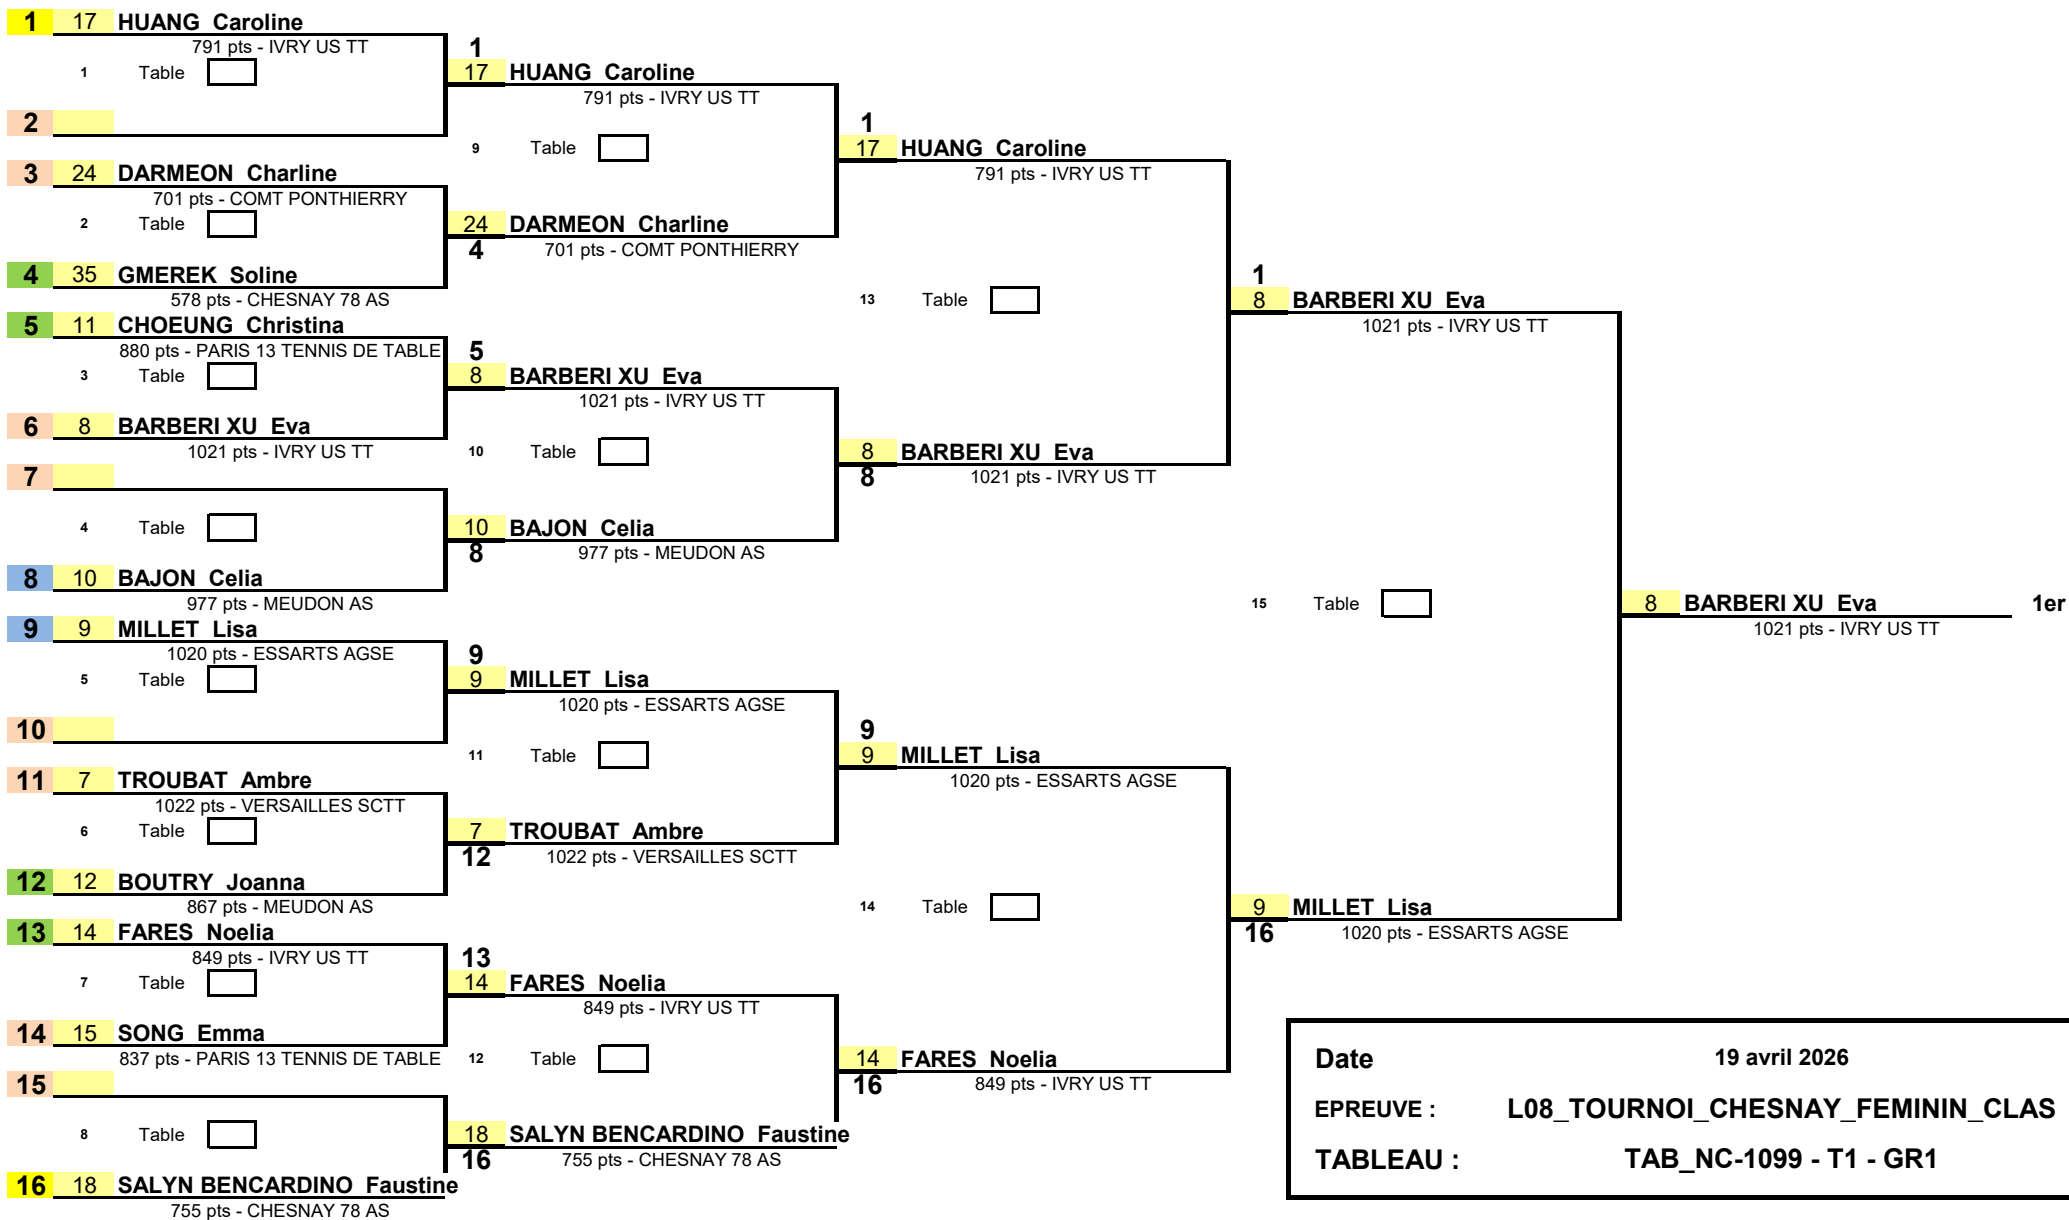 1 17 HUANG Caroline
791 pts - IVRY US TT
1 Table
2
3 24 DARMEON Charline
701 pts - COMT PONTHIERRY
2 Table
4 35 GMEREK Soline
578 pts - CHESNAY 78 AS
5 11 CHOEUNG Christina
880 pts - PARIS 13 TENNIS DE TABLE
3 Table
6 8 BARBERI XU Eva
1021 pts - IVRY US TT
7
4 Table
8 10 BAJON Celia
977 pts - MEUDON AS
9 9 MILLET Lisa
1020 pts - ESSARTS AGSE
5 Table
10
11 7 TROUBAT Ambre
1022 pts - VERSAILLES SCTT
6 Table
12 12 BOUTRY Joanna
867 pts - MEUDON AS
13 14 FARES Noelia
849 pts - IVRY US TT
7 Table
14 15 SONG Emma
837 pts - PARIS 13 TENNIS DE TABLE
15
8 Table
16 18 SALYN BENCARDINO Faustine
755 pts - CHESNAY 78 AS
1
17 HUANG Caroline
791 pts - IVRY US TT
9 Table
24 DARMEON Charline
4
701 pts - COMT PONTHIERRY
5
8 BARBERI XU Eva
1021 pts - IVRY US TT
10 Table
10 BAJON Celia
8
977 pts - MEUDON AS
9
9 MILLET Lisa
1020 pts - ESSARTS AGSE
11 Table
7 TROUBAT Ambre
12
1022 pts - VERSAILLES SCTT
13
14 FARES Noelia
849 pts - IVRY US TT
12 Table
18 SALYN BENCARDINO Faustine
16
755 pts - CHESNAY 78 AS
1
17 HUANG Caroline
791 pts - IVRY US TT
13 Table
8 BARBERI XU Eva
8
1021 pts - IVRY US TT
9
9 MILLET Lisa
1020 pts - ESSARTS AGSE
14 Table
14 FARES Noelia
16
849 pts - IVRY US TT
1
8 BARBERI XU Eva
1021 pts - IVRY US TT
15 Table
9 MILLET Lisa
16
1020 pts - ESSARTS AGSE
8 BARBERI XU Eva 1er
1021 pts - IVRY US TT
Date 19 avril 2026
EPREUVE : L08_TOURNOI_CHESNAY_FEMININ_CLAS
TABLEAU : TAB_NC-1099 - T1 - GR1